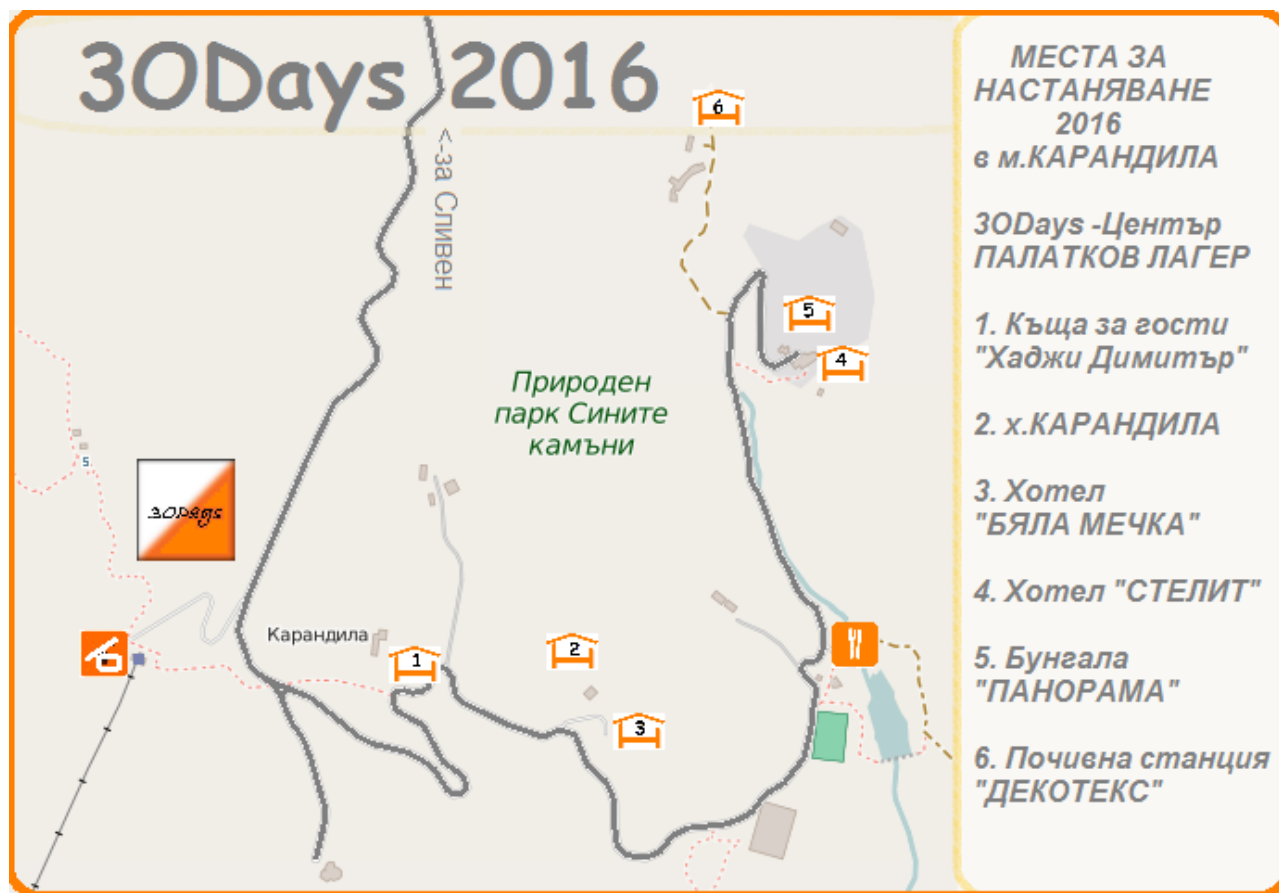 3ODays 2016
<-за Сливен
6
5
4
Природен
парк Сините
камъни
5
3ODays
Карандила
1
2
3
МЕСТА ЗА
НАСТАНЯВАНЕ
2016
в м.КАРАНДИЛА
3ODays -Център
ПАЛАТКОВ ЛАГЕР
1. Къща за гости
"Хаджи Димитър"
2. х.КАРАНДИЛА
3. Хотел
"БЯЛА МЕЧКА"
4. Хотел "СТЕЛИТ"
5. Бунгала
"ПАНОРАМА"
6. Почивна станция
"ДЕКОТЕКС"